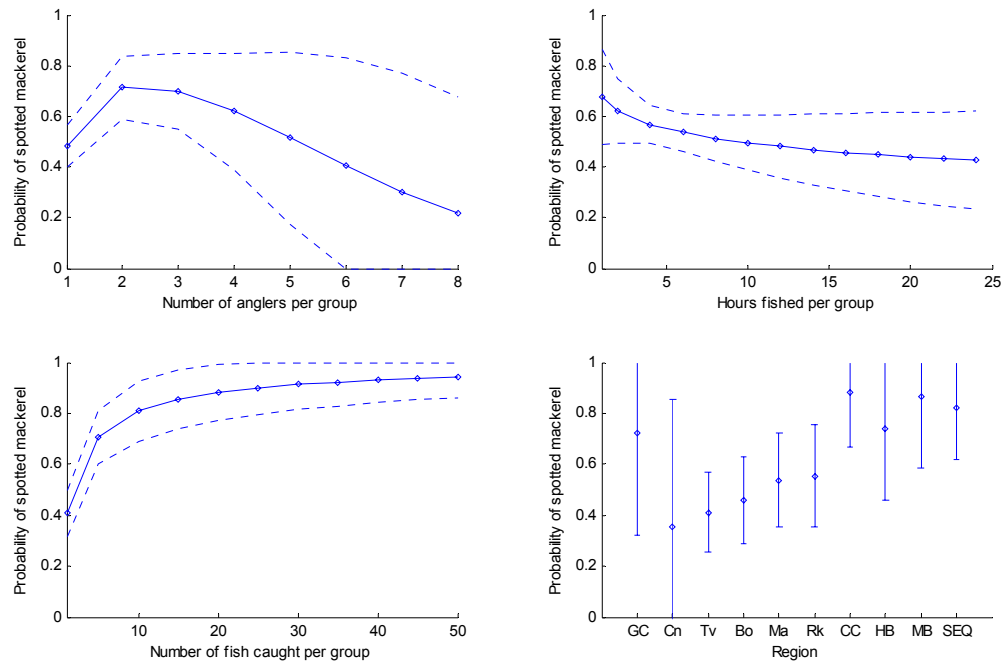 1
0.8
0.6
0.4
0.2
0
Probability of spotted mackerel
1 2 3 4 5 6 7 8
Number of anglers per group
1
0.8
0.6
0.4
0.2
0
Probability of spotted mackerel
5 10 15 20 25
Hours fished per group
1
0.8
0.6
0.4
0.2
0
Probability of spotted mackerel
10 20 30 40 50
Number of fish caught per group
1
0.8
0.6
0.4
0.2
0
Probability of spotted mackerel
GC Cn Tv Bo Ma Rk CC HB MB SEQ
Region